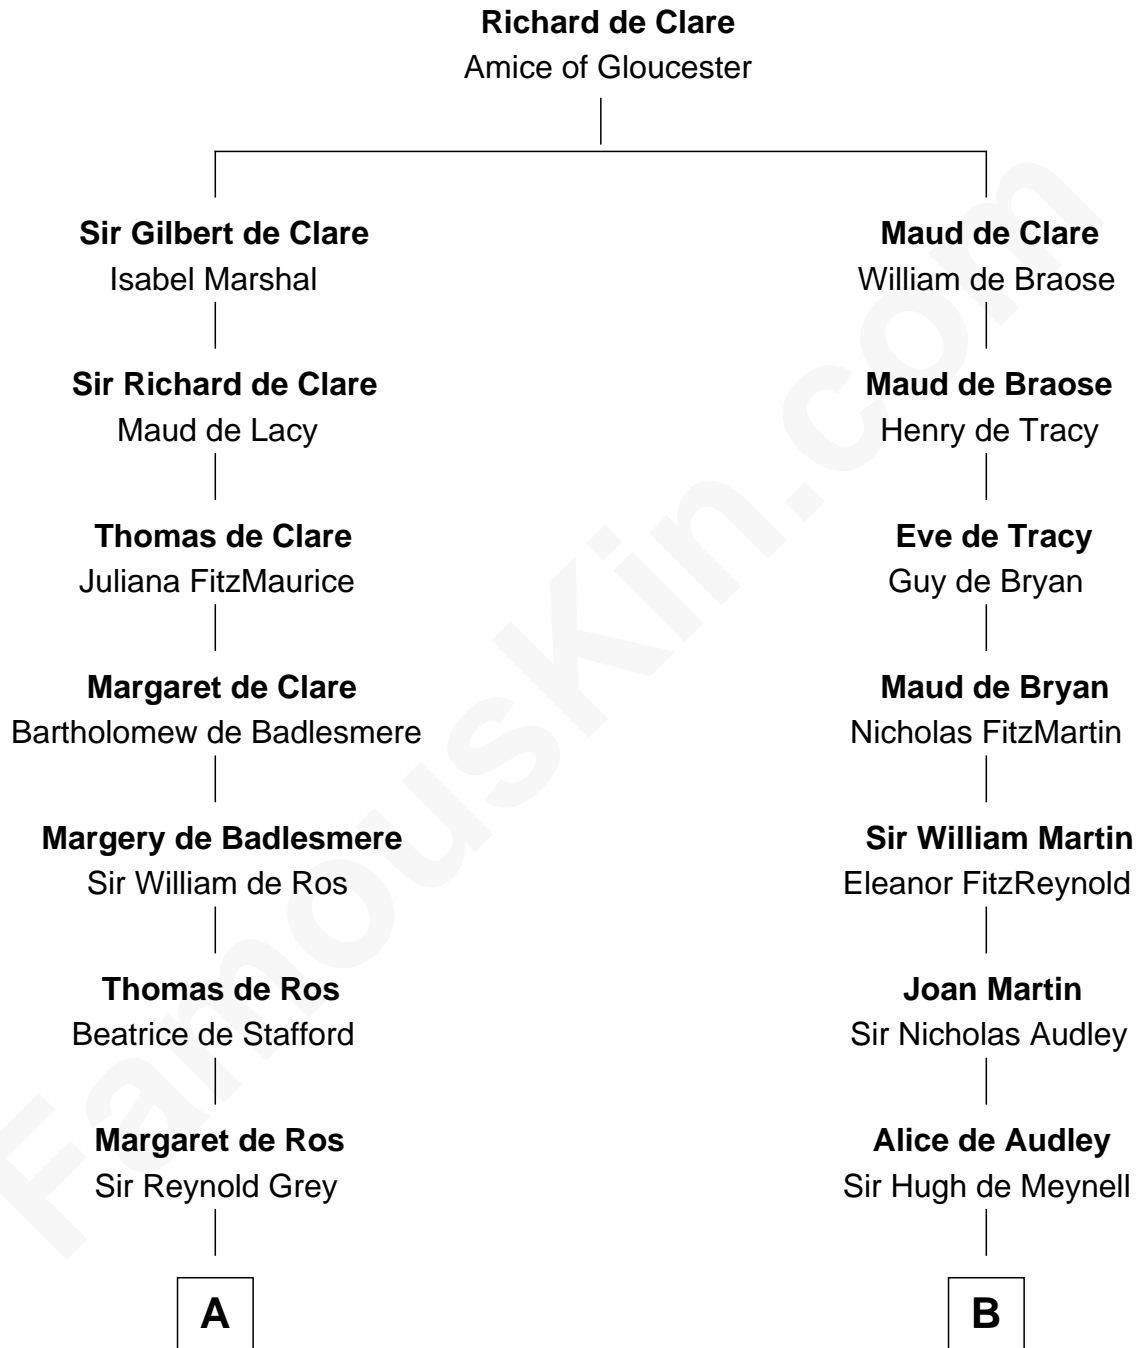 Richard de Clare
Amice of Gloucester
Sir Gilbert de Clare
Isabel Marshal
Sir Richard de Clare
Maud de Lacy
Thomas de Clare
Juliana FitzMaurice
Margaret de Clare
Bartholomew de Badlesmere
Margery de Badlesmere
Sir William de Ros
Thomas de Ros
Beatrice de Stafford
Margaret de Ros
Sir Reynold Grey
A
Maud de Clare
William de Braose
Maud de Braose
Henry de Tracy
Eve de Tracy
Guy de Bryan
Maud de Bryan
Nicholas FitzMartin
Sir William Martin
Eleanor FitzReynold
Joan Martin
Sir Nicholas Audley
Alice de Audley
Sir Hugh de Meynell
B
FamousKin.com